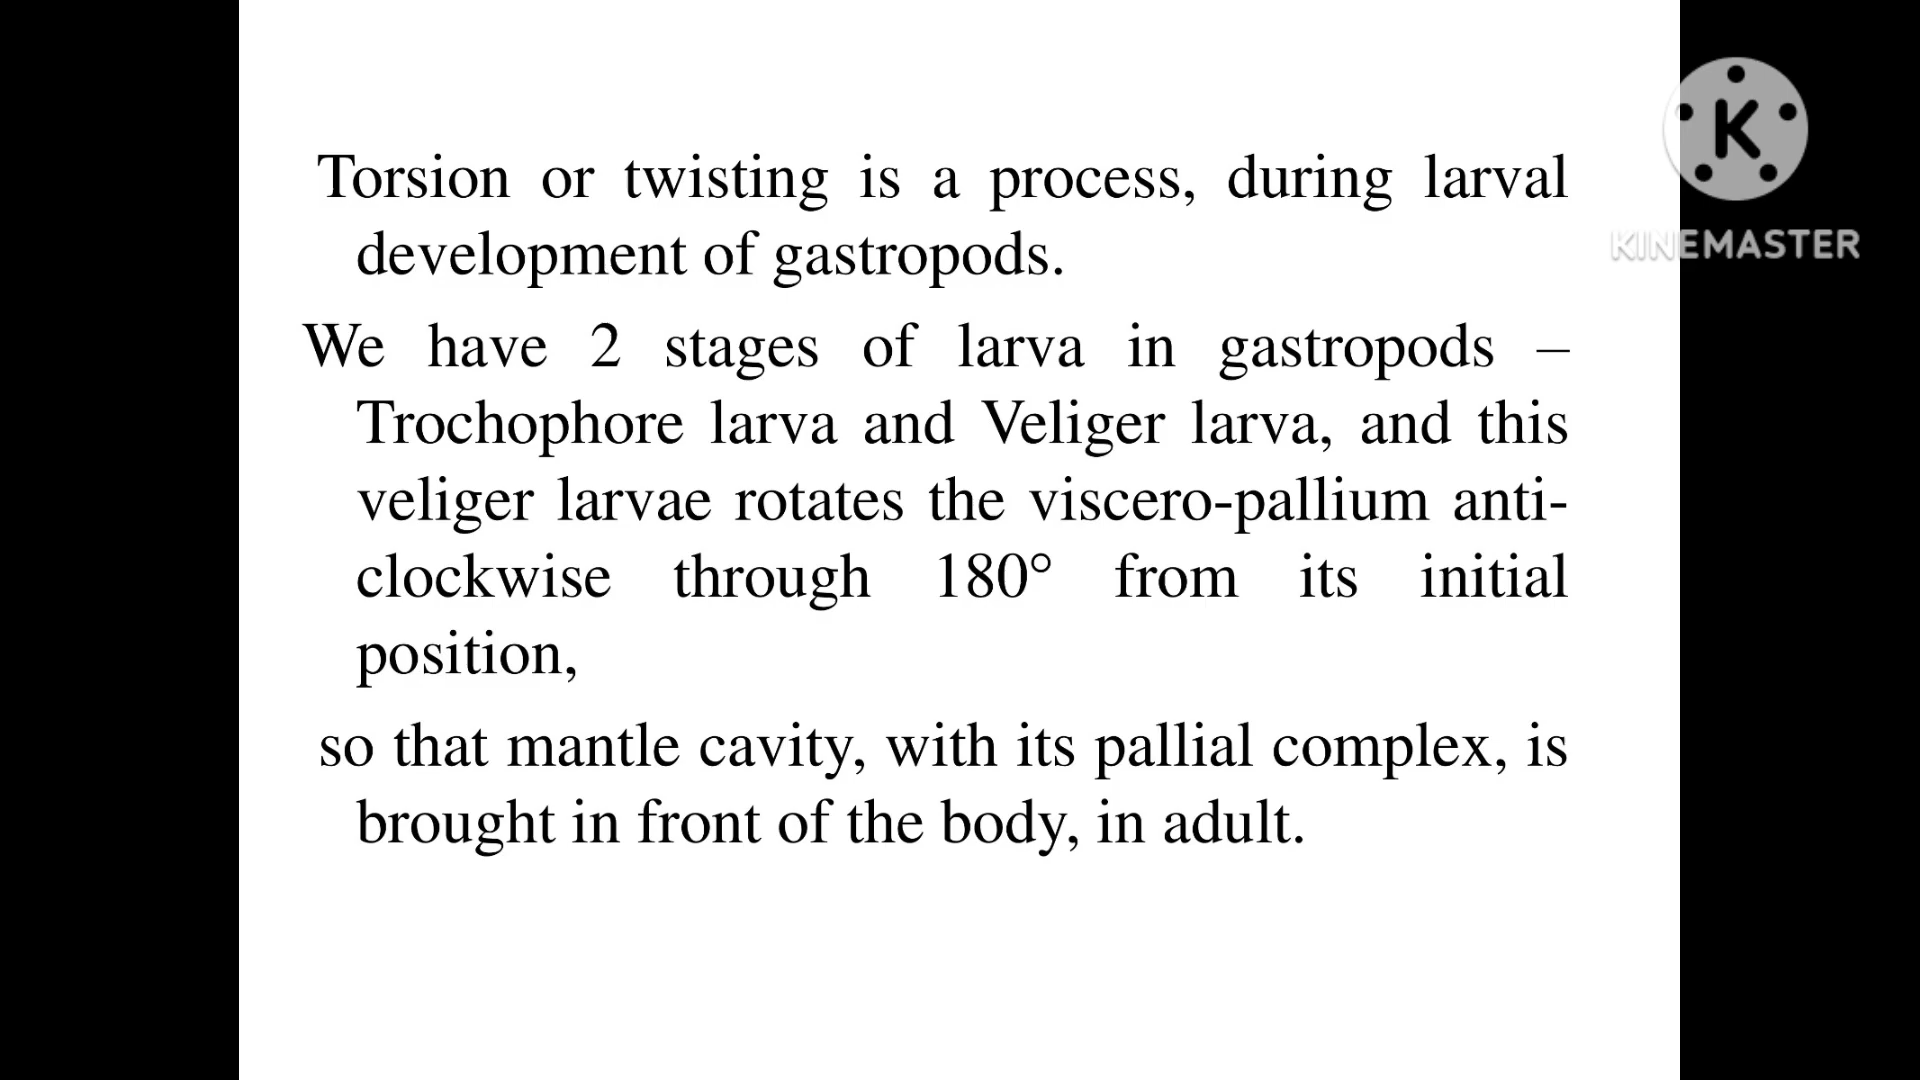 Torsion or twisting is a process, during larval
development of gastropods.
We have 2 stages of larva in gastropods –
Trochophore larva and Veliger larva, and this
veliger larvae rotates the viscero-pallium anti-
clockwise through 180° from its initial
position,
so that mantle cavity, with its pallial complex, is
brought in front of the body, in adult.
K
KINEMASTER